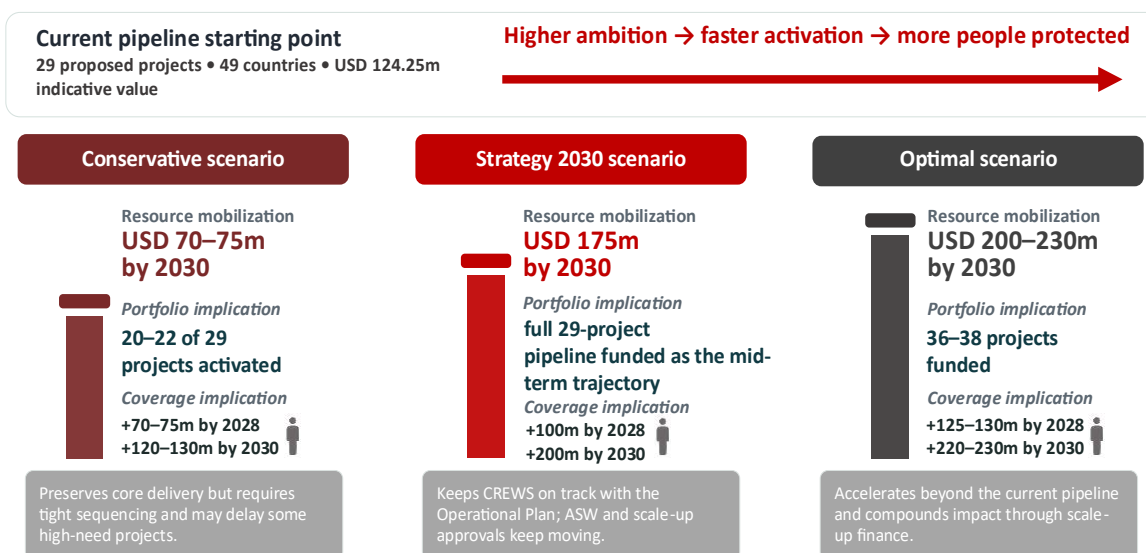 Current pipeline starting point
29 proposed projects • 49 countries • USD 124.25m
indicative value
Higher ambition → faster activation → more people protected
Conservative scenario
Resource mobilization
USD 70–75m
by 2030
Portfolio implication
20–22 of 29
projects activated
Coverage implication
+70–75m by 2028
+120–130m by 2030
Preserves core delivery but requires
tight sequencing and may delay some
high-need projects.
Strategy 2030 scenario
Resource mobilization
USD 175m
by 2030
Portfolio implication
full 29-project
pipeline funded as the mid-
term trajectory
Coverage implication
+100m by 2028
+200m by 2030
Keeps CREWS on track with the
Operational Plan; ASW and scale-up
approvals keep moving.
Optimal scenario
Resource mobilization
USD 200–230m
by 2030
Portfolio implication
36–38 projects
funded
Coverage implication
+125–130m by 2028
+220–230m by 2030
Accelerates beyond the current pipeline
and compounds impact through scale-
up finance.